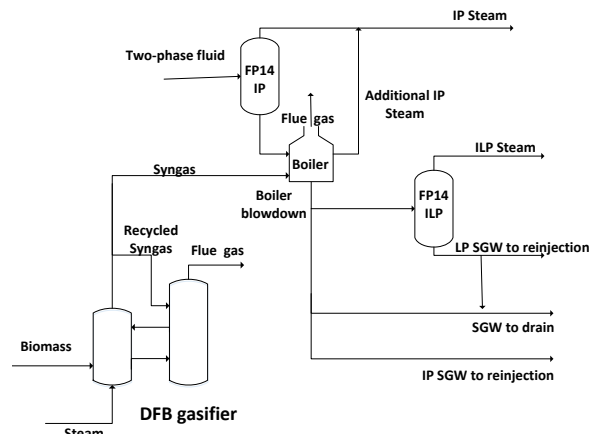 IP Steam
Two-phase fluid
FP14
IP
Additional IP
Steam
Flue gas
Boiler
ILP Steam
Syngas
Boiler
blowdown
FP14
ILP
Recycled
Syngas
Flue gas
LP SGW to reinjection
SGW to drain
Biomass
IP SGW to reinjection
DFB gasifier
Steam